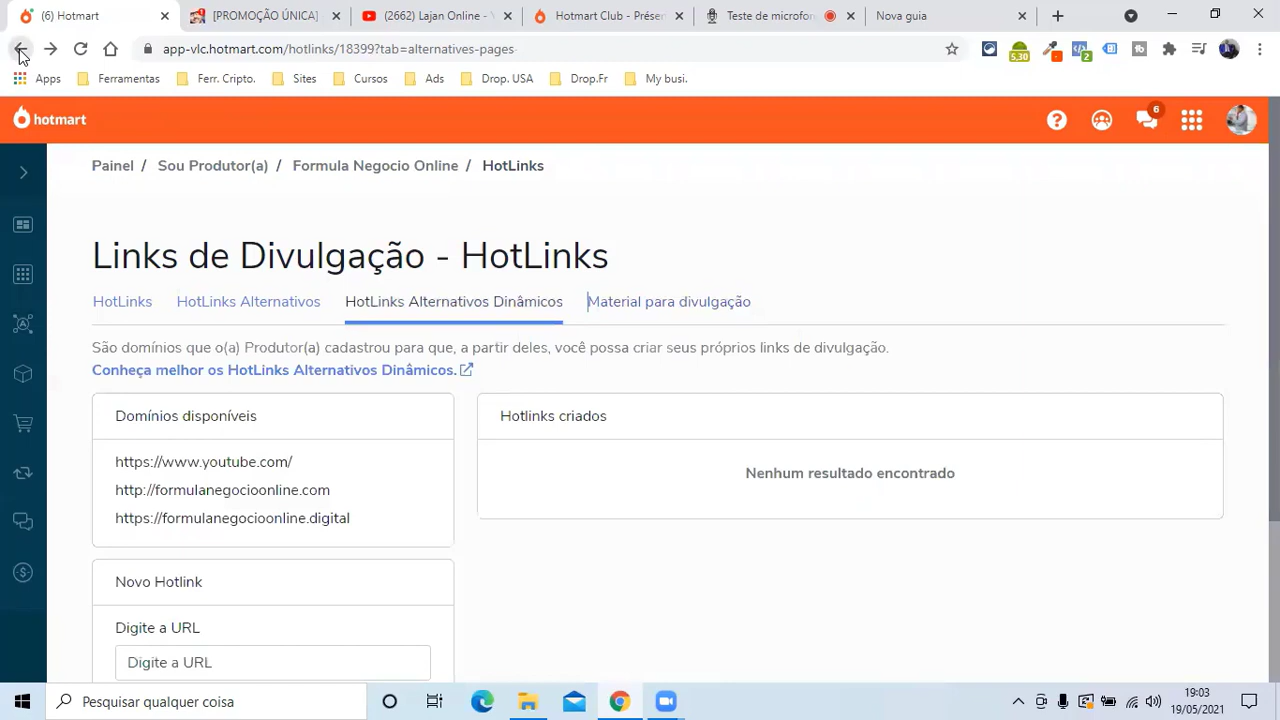 (6) Hotmart
[PROMOÇÃO ÚNICA]
(2662) Lajan Online -
Hotmart Club - Présen
Teste de microfon
Nova guia
app-vlc.hotmart.com/hotlinks/18399?tab=alternatives-pages
5,30
2
Apps
Ferramentas
Ferr. Cripto.
Sites
Cursos
Ads
Drop. USA
Drop.Fr
My busi.
hotmart
6
Painel / Sou Produtor(a) / Formula Negocio Online / HotLinks
Links de Divulgação - HotLinks
HotLinks
HotLinks Alternativos
HotLinks Alternativos Dinâmicos
Material para divulgação
São domínios que o(a) Produtor(a) cadastrou para que, a partir deles, você possa criar seus próprios links de divulgação.
Conheça melhor os HotLinks Alternativos Dinâmicos.
Domínios disponíveis
https://www.youtube.com/
http://formulanegocioonline.com
https://formulanegocioonline.digital
Hotlinks criados
Nenhum resultado encontrado
Novo Hotlink
Digite a URL
Digite a URL
Pesquisar qualquer coisa
19:03
19/05/2021